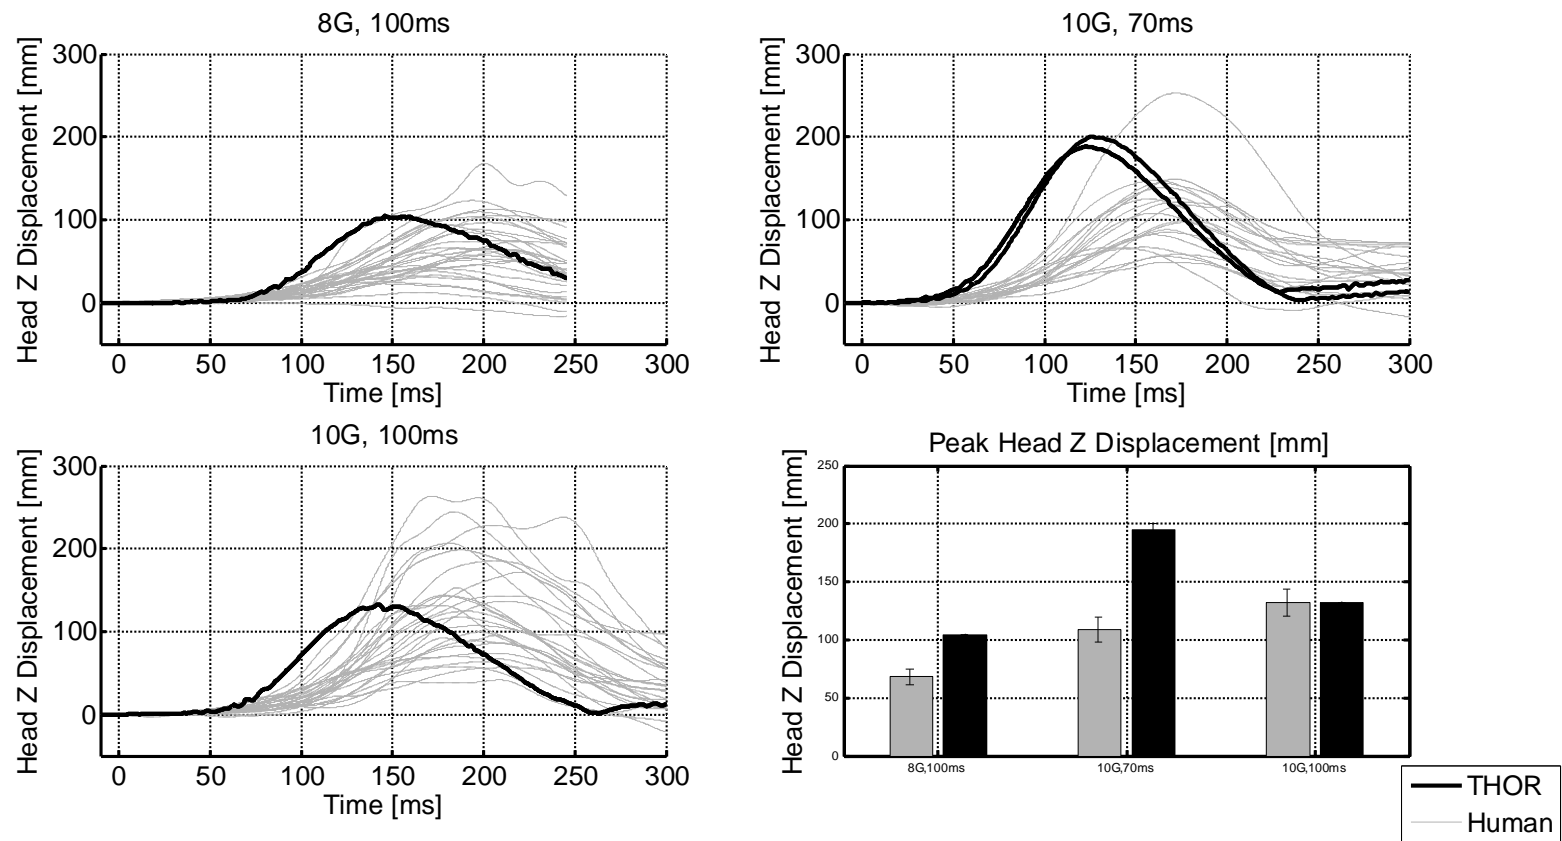 8G, 100ms
Head Z Displacement [mm]
300
200
100
0
0 50 100 150 200 250 300
Time [ms]
10G, 70ms
Head Z Displacement [mm]
300
200
100
0
0 50 100 150 200 250 300
Time [ms]
10G, 100ms
Head Z Displacement [mm]
300
200
100
0
0 50 100 150 200 250 300
Time [ms]
Peak Head Z Displacement [mm]
Head Z Displacement [mm]
250
200
150
100
50
0
8G,100ms 10G,70ms 10G,100ms
THOR
Human